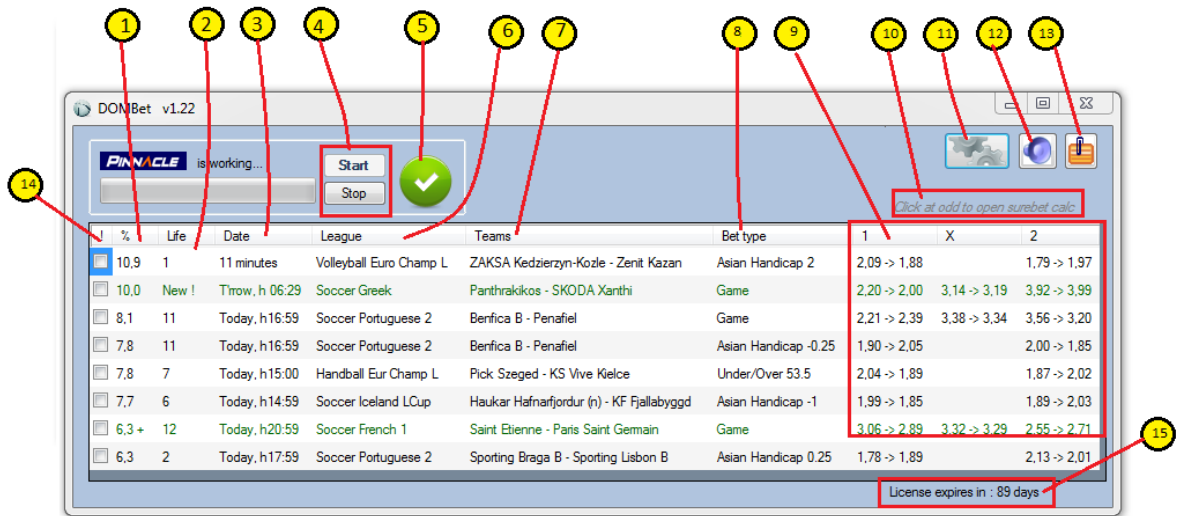 1 2 3 4 5 6 7 8 9 10 11 12 13
DOMBet v1.22
PINNACLE is working...
Start
Stop
14
Click at odd to open surebet calc
! % Life Date League Teams Bet type 1 X 2
10,9 1 11 minutes Volleyball Euro Champ L ZAKSA Kedzierzyn-Kozle - Zenit Kazan Asian Handicap 2 2,09 -> 1,88 1,79 -> 1,97
10,0 New ! T'rrow, h 06:29 Soccer Greek Panthrakikos - SKODA Xanthi Game 2,20 -> 2,00 3,14 -> 3,19 3,92 -> 3,99
8,1 11 Today, h16:59 Soccer Portuguese 2 Benfica B - Penafiel Game 2,21 -> 2,39 3,38 -> 3,34 3,56 -> 3,20
7,8 11 Today, h16:59 Soccer Portuguese 2 Benfica B - Penafiel Asian Handicap -0.25 1,90 -> 2,05 2,00 -> 1,85
7,8 7 Today, h15:00 Handball Eur Champ L Pick Szeged - KS Vive Kielce Under/Over 53.5 2,04 -> 1,89 1,87 -> 2,02
7,7 6 Today, h14:59 Soccer Iceland LCup Haukar Hafnarfjordur (n) - KF Fjallabyggd Asian Handicap -1 1,99 -> 1,85 1,89 -> 2,03
6,3 + 12 Today, h20:59 Soccer French 1 Saint Etienne - Paris Saint Germain Game 3,06 -> 2,89 3,32 -> 3,29 2,55 -> 2,71
15
6,3 2 Today, h17:59 Soccer Portuguese 2 Sporting Braga B - Sporting Lisbon B Asian Handicap 0.25 1,78 -> 1,89 2,13 -> 2,01
License expires in : 89 days